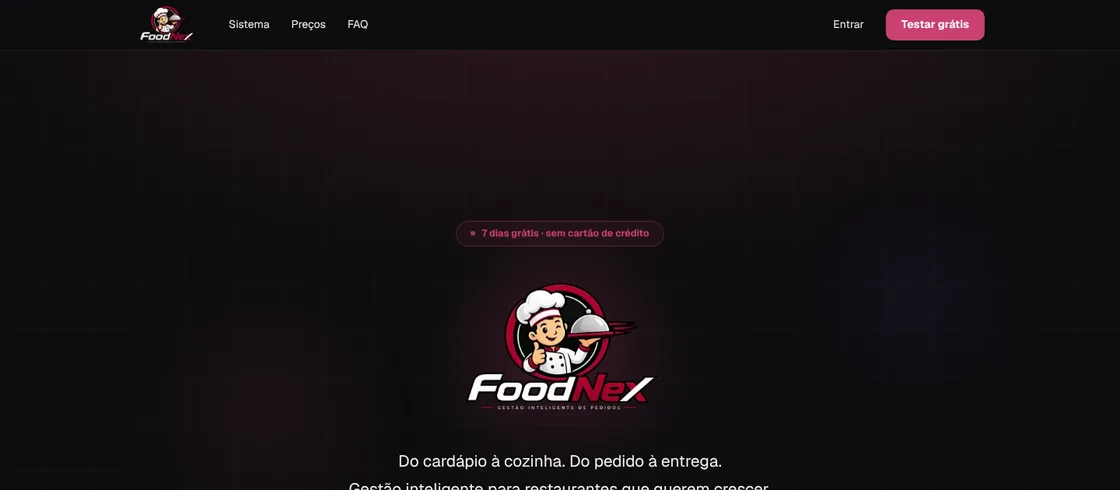 FoodNex
Sistema
Preços
FAQ
Entrar
Testar grátis
7 dias grátis · sem cartão de crédito
FoodNex
GESTÃO INTELIGENTE DE PEDIDOS
Do cardápio à cozinha. Do pedido à entrega.
Gestão inteligente para restaurantes que querem crescer